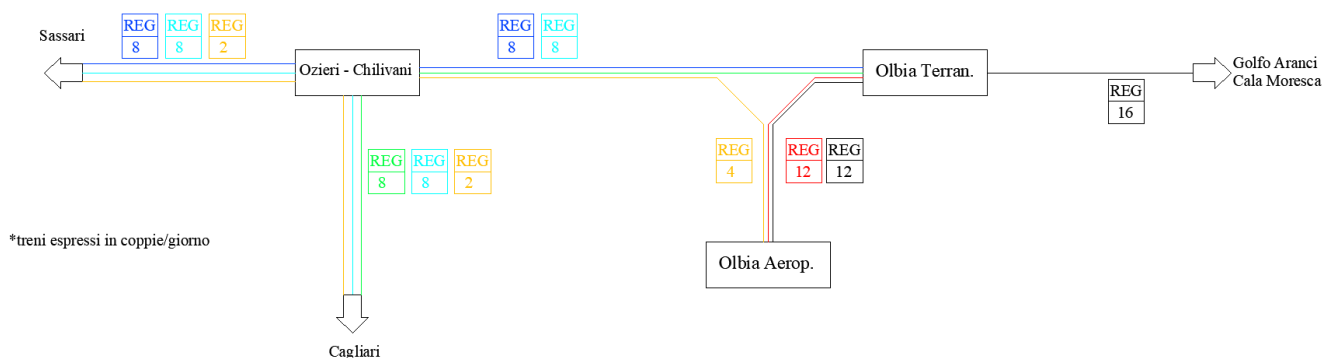 Sassari
REG REG REG
8 8 2
REG REG
8 8
Ozieri - Chilivani
Olbia Terran.
Golfo Aranci
Cala Moresca
REG
16
REG REG REG
8 8 2
REG REG REG
4 12 12
*treni espressi in coppie/giorno
Olbia Aerop.
Cagliari